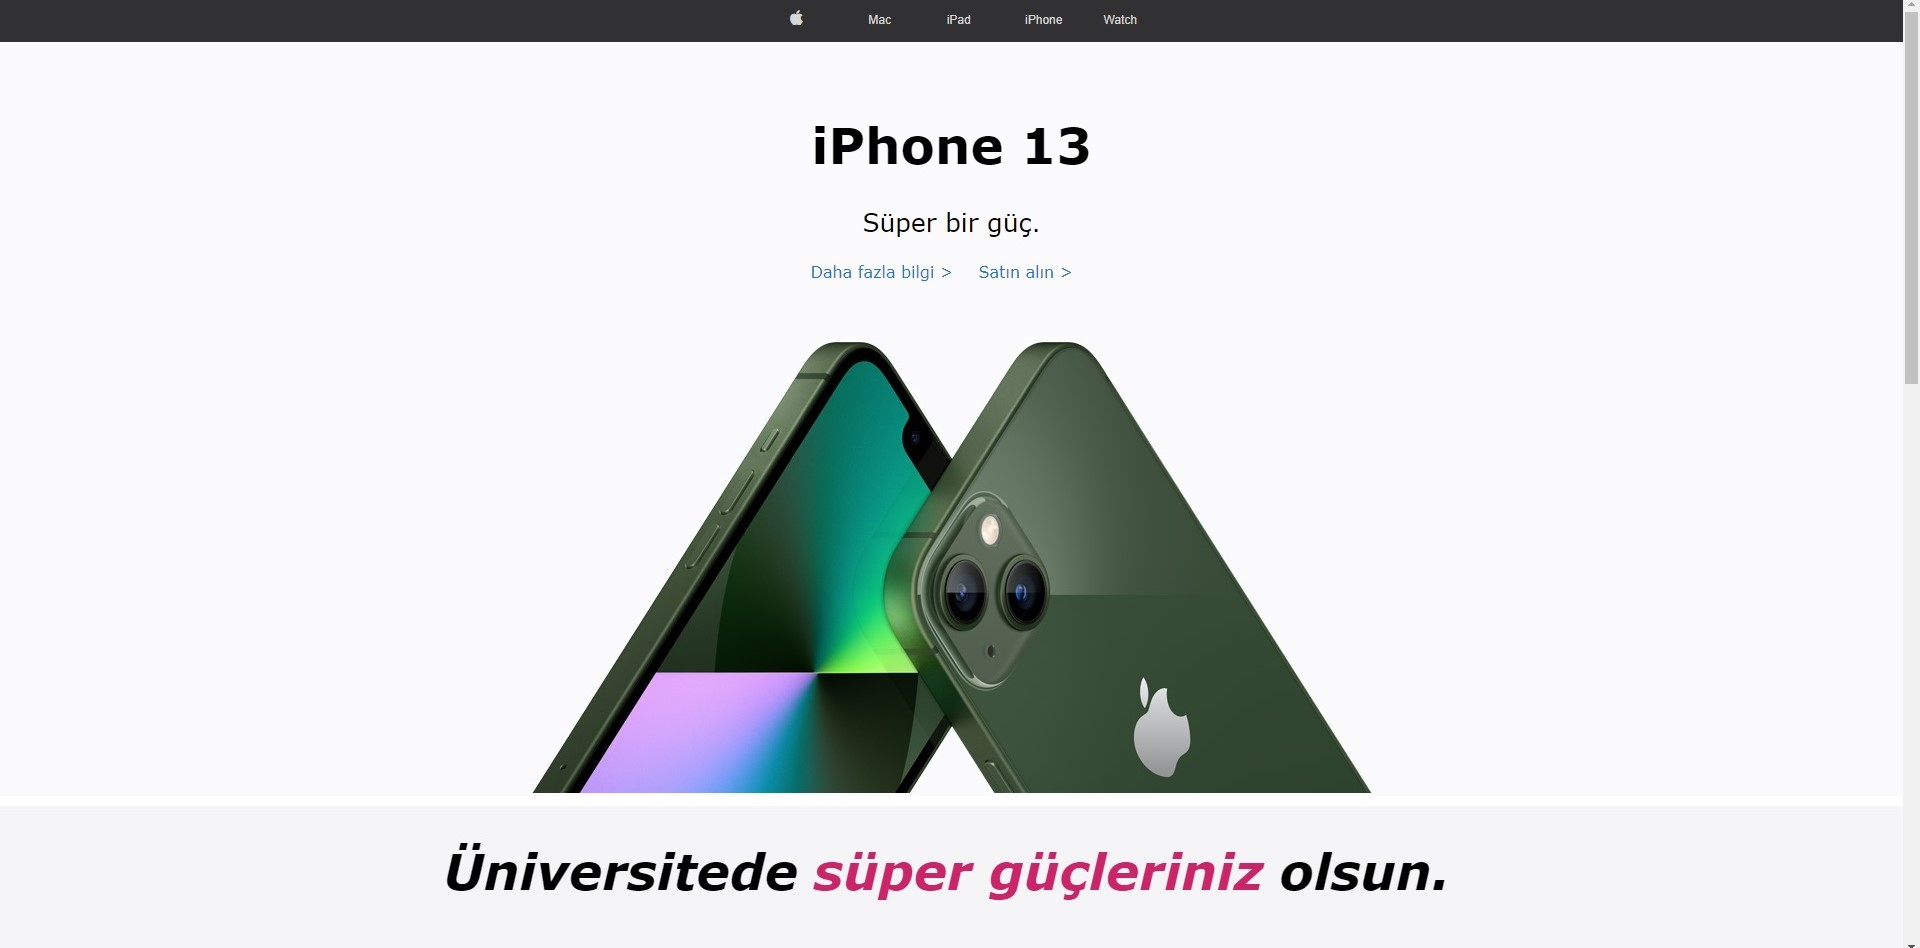 Mac iPad iPhone Watch
iPhone 13
Süper bir güç.
Daha fazla bilgi > Satın alın >
Üniversitede süper güçleriniz olsun.